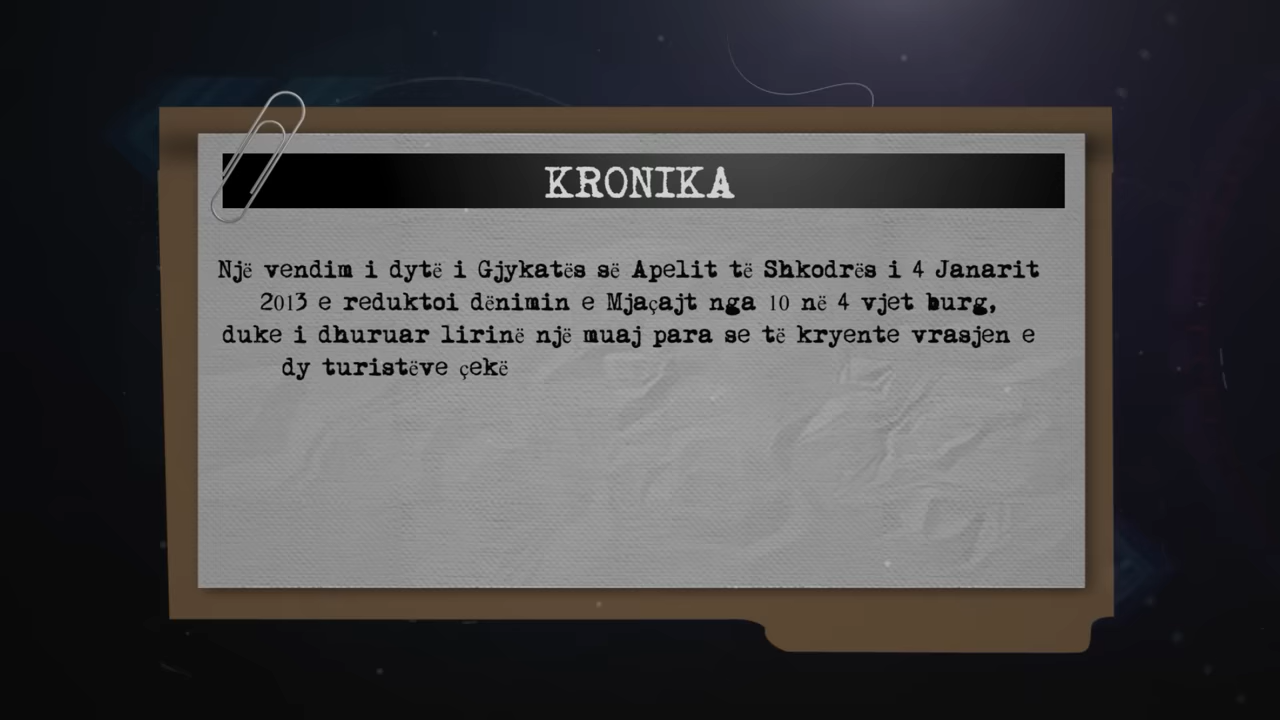 KRONIKA
Një vendim i dytë i Gjykatës së Apelit të Shkodrës i 4 Janarit
2013 e reduktoi dënimin e Mjaçajt nga 10 në 4 vjet burg,
duke i dhuruar lirinë një muaj para se të kryente vrasjen e
dy turistëve çekë